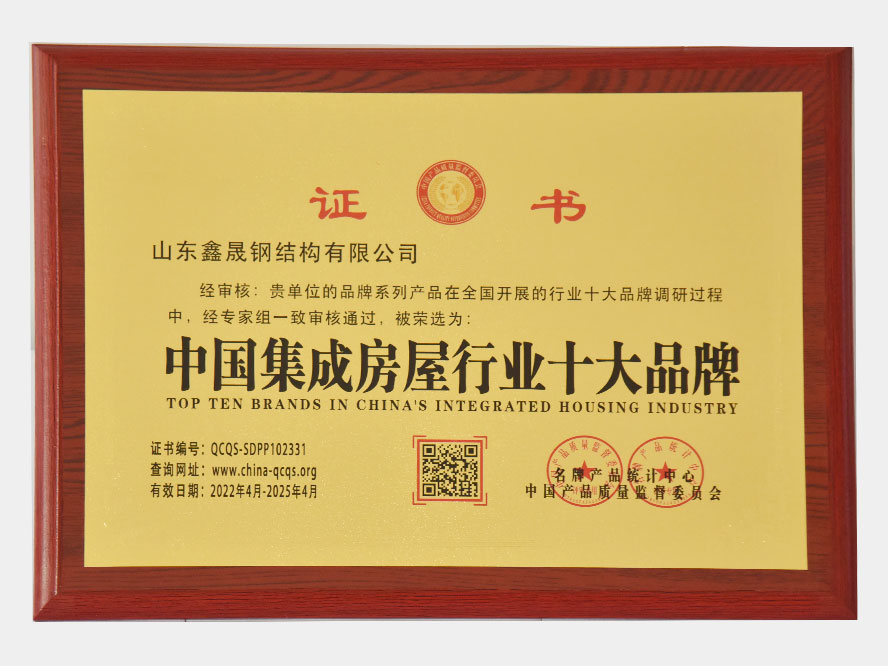 证 书
山东鑫晟钢结构有限公司
经审核：贵单位的品牌系列产品在全国开展的行业十大品牌调研过程
中，经专家组一致审核通过，被荣选为：
中国集成房屋行业十大品牌
TOP TEN BRANDS IN CHINA'S INTEGRATED HOUSING INDUSTRY
证书编号：QCQS-SDPP102331
查询网址：www.china-qcqs.org
有效日期：2022年4月-2025年4月
名牌产品统计中心
中国产品质量监督委员会